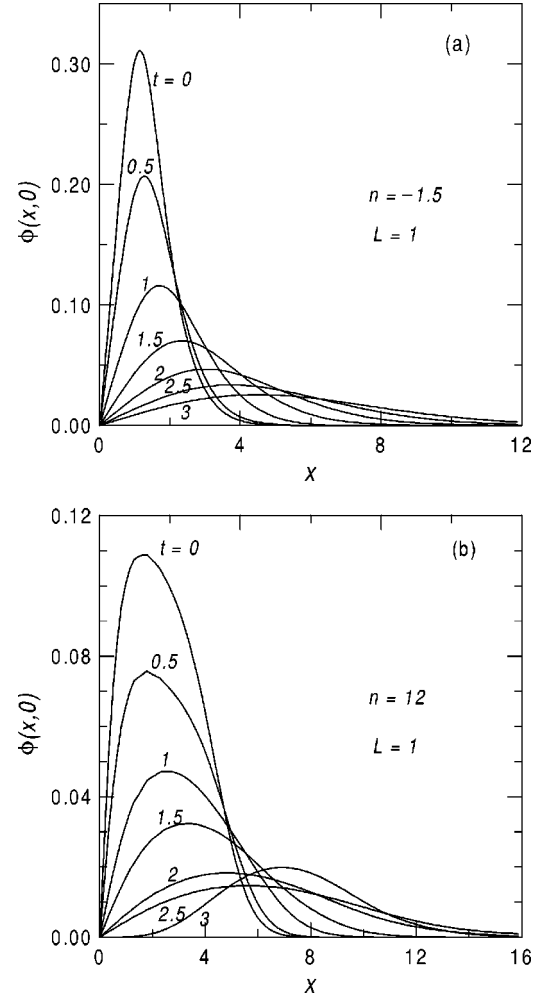 (a)
0.30
t = 0
0.5
0.20
n = −1.5
L = 1
Φ(x,0)
1
0.10
1.5
2
2.5
3
0.00
0 4 8 12
X
0.12
(b)
t = 0
0.5
0.08
n = 12
L = 1
Φ(x,0)
1
0.04
1.5
2
2.5 3
0.00
0 4 8 12 16
X